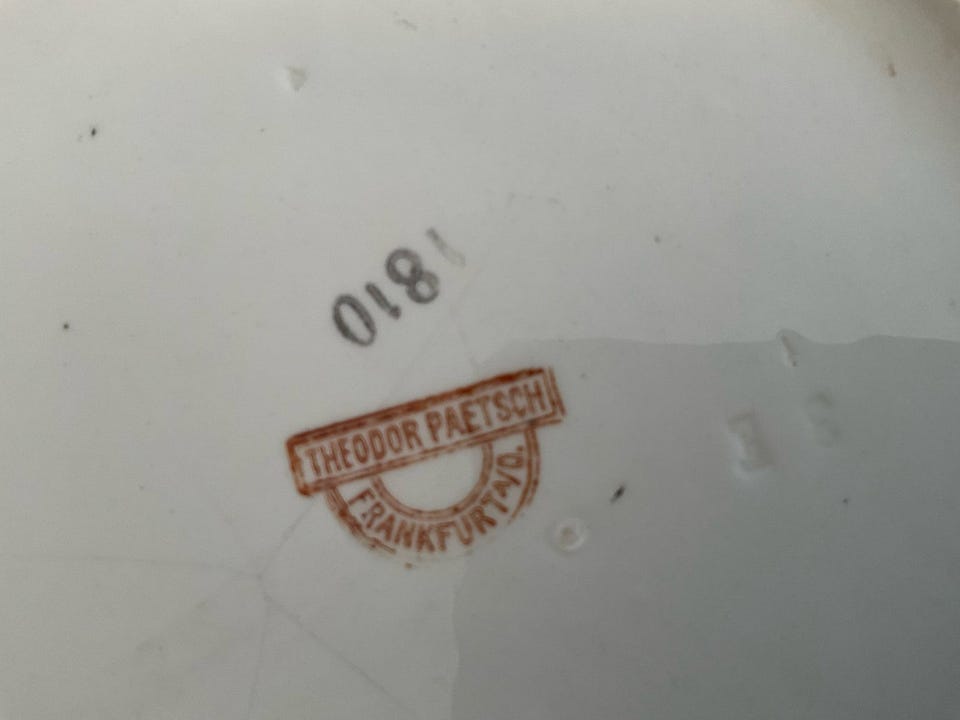 1810
THEODOR PAETSCH
FRANKFURT A/O.